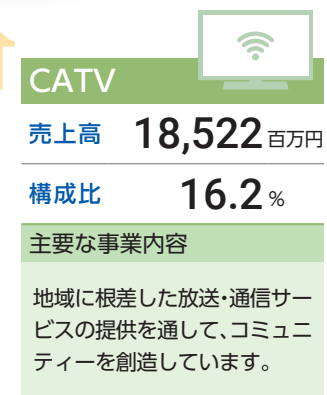 CATV
売上高 18,522 百万円
構成比 16.2 %
主要な事業内容
地域に根差した放送・通信サー
ビスの提供を通して、コミュニ
ティーを創造しています。